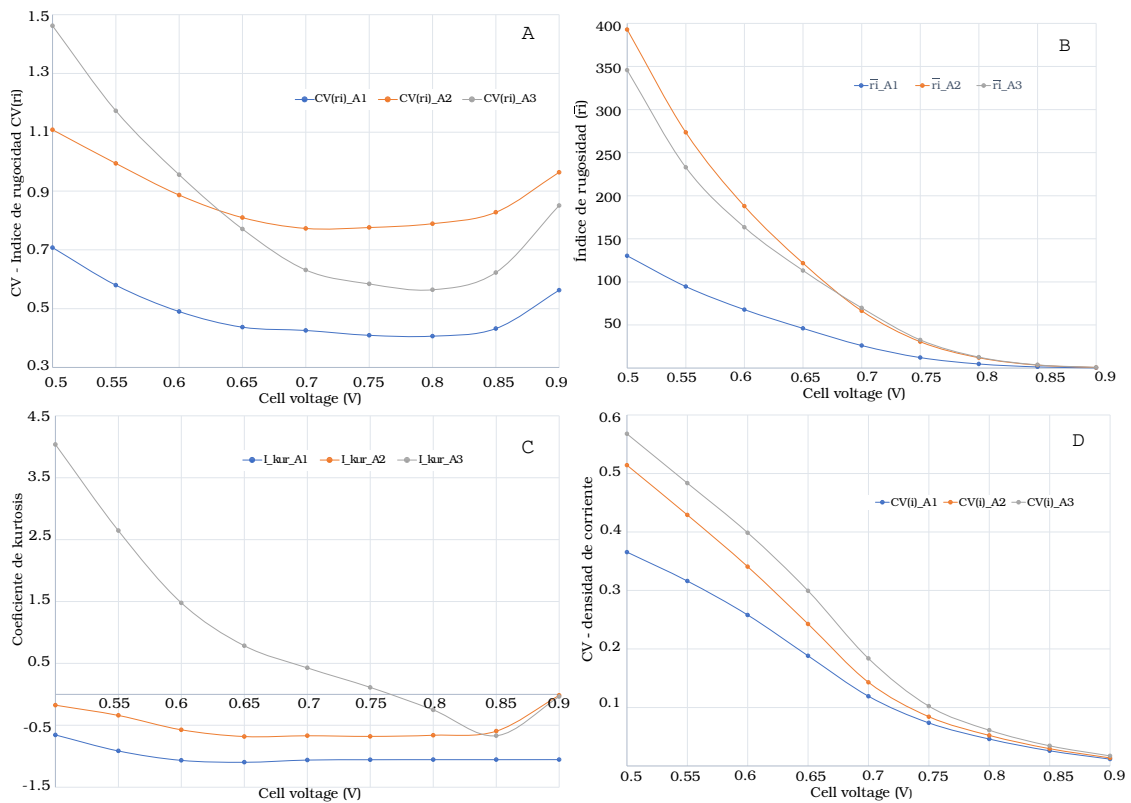 A
CV - Indice de rugocidad CV(ri)
1.5
1.3
1.1
0.9
0.7
0.5
0.3
CV(ri)_A1 CV(ri)_A2 CV(ri)_A3
0.5 0.55 0.6 0.65 0.7 0.75 0.8 0.85 0.9
Cell voltage (V)
B
Índice de rugosidad (r̅i̅)
400
350
300
250
200
150
100
50
r̅i̅_A1 r̅i̅_A2 r̅i̅_A3
0.5 0.55 0.6 0.65 0.7 0.75 0.8 0.85 0.9
Cell voltage (V)
C
Coeficiente de kurtosis
4.5
3.5
2.5
1.5
0.5
-0.5
-1.5
I_kur_A1 I_kur_A2 I_kur_A3
0.55 0.6 0.65 0.7 0.75 0.8 0.85 0.9
Cell voltage (V)
D
CV - densidad de corriente
0.6
0.5
0.4
0.3
0.2
0.1
CV(i)_A1 CV(i)_A2 CV(i)_A3
0.5 0.55 0.6 0.65 0.7 0.75 0.8 0.85 0.9
Cell voltage (V)